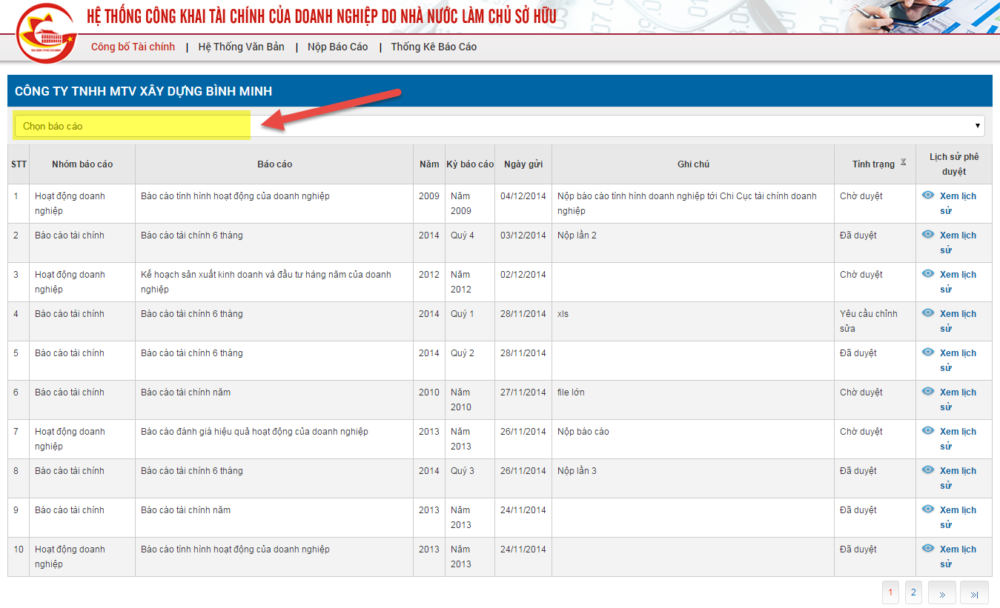 HỆ THỐNG CÔNG KHAI TÀI CHÍNH CỦA DOANH NGHIỆP DO NHÀ NƯỚC LÀM CHỦ SỞ HỮU
Công bố Tài chính | Hệ Thống Văn Bản | Nộp Báo Cáo | Thống Kê Báo Cáo
CÔNG TY TNHH MTV XÂY DỰNG BÌNH MINH
Chọn báo cáo
STT Nhóm báo cáo Báo cáo Năm Kỳ báo cáo Ngày gửi Ghi chú Tình trạng Lịch sử phê
duyệt
1 Hoạt động doanh Báo cáo tình hình hoạt động của doanh nghiệp 2009 Năm 04/12/2014 Nộp báo cáo tình hình doanh nghiệp tới Chi Cục tài chính doanh Chờ duyệt Xem lịch
nghiệp 2009 nghiệp sử
2 Báo cáo tài chính Báo cáo tài chính 6 tháng 2014 Quý 4 03/12/2014 Nộp lần 2 Đã duyệt Xem lịch
sử
3 Hoạt động doanh Kế hoạch sản xuất kinh doanh và đầu tư hàng năm của doanh 2012 Năm 02/12/2014 Chờ duyệt Xem lịch
nghiệp nghiệp 2012 sử
4 Báo cáo tài chính Báo cáo tài chính 6 tháng 2014 Quý 1 28/11/2014 xls Yêu cầu chỉnh Xem lịch
sửa sử
5 Báo cáo tài chính Báo cáo tài chính 6 tháng 2014 Quý 2 28/11/2014 Đã duyệt Xem lịch
sử
6 Báo cáo tài chính Báo cáo tài chính năm 2010 Năm 27/11/2014 file lớn Chờ duyệt Xem lịch
2010 sử
7 Hoạt động doanh Báo cáo đánh giá hiệu quả hoạt động của doanh nghiệp 2013 Năm 26/11/2014 Nộp báo cáo Chờ duyệt Xem lịch
nghiệp 2013 sử
8 Báo cáo tài chính Báo cáo tài chính 6 tháng 2014 Quý 3 26/11/2014 Nộp lần 3 Đã duyệt Xem lịch
sử
9 Báo cáo tài chính Báo cáo tài chính năm 2013 Năm 24/11/2014 Đã duyệt Xem lịch
2013 sử
10 Hoạt động doanh Báo cáo tình hình hoạt động của doanh nghiệp 2013 Năm 24/11/2014 Đã duyệt Xem lịch
nghiệp 2013 sử
1 2 » »|